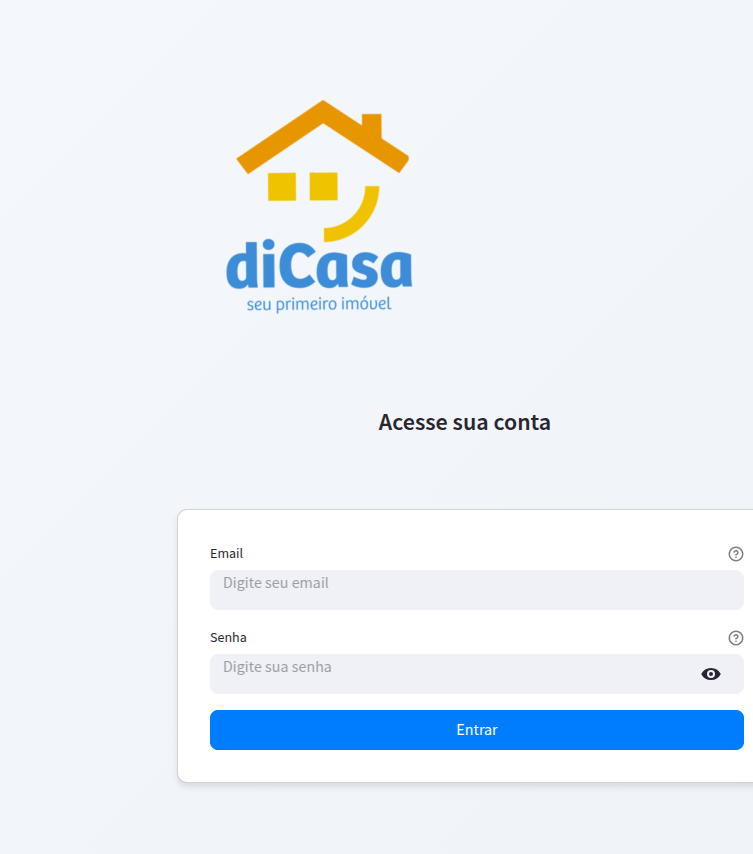 diCasa
seu primeiro imóvel
Acesse sua conta
Email
Digite seu email
Senha
Digite sua senha
Entrar